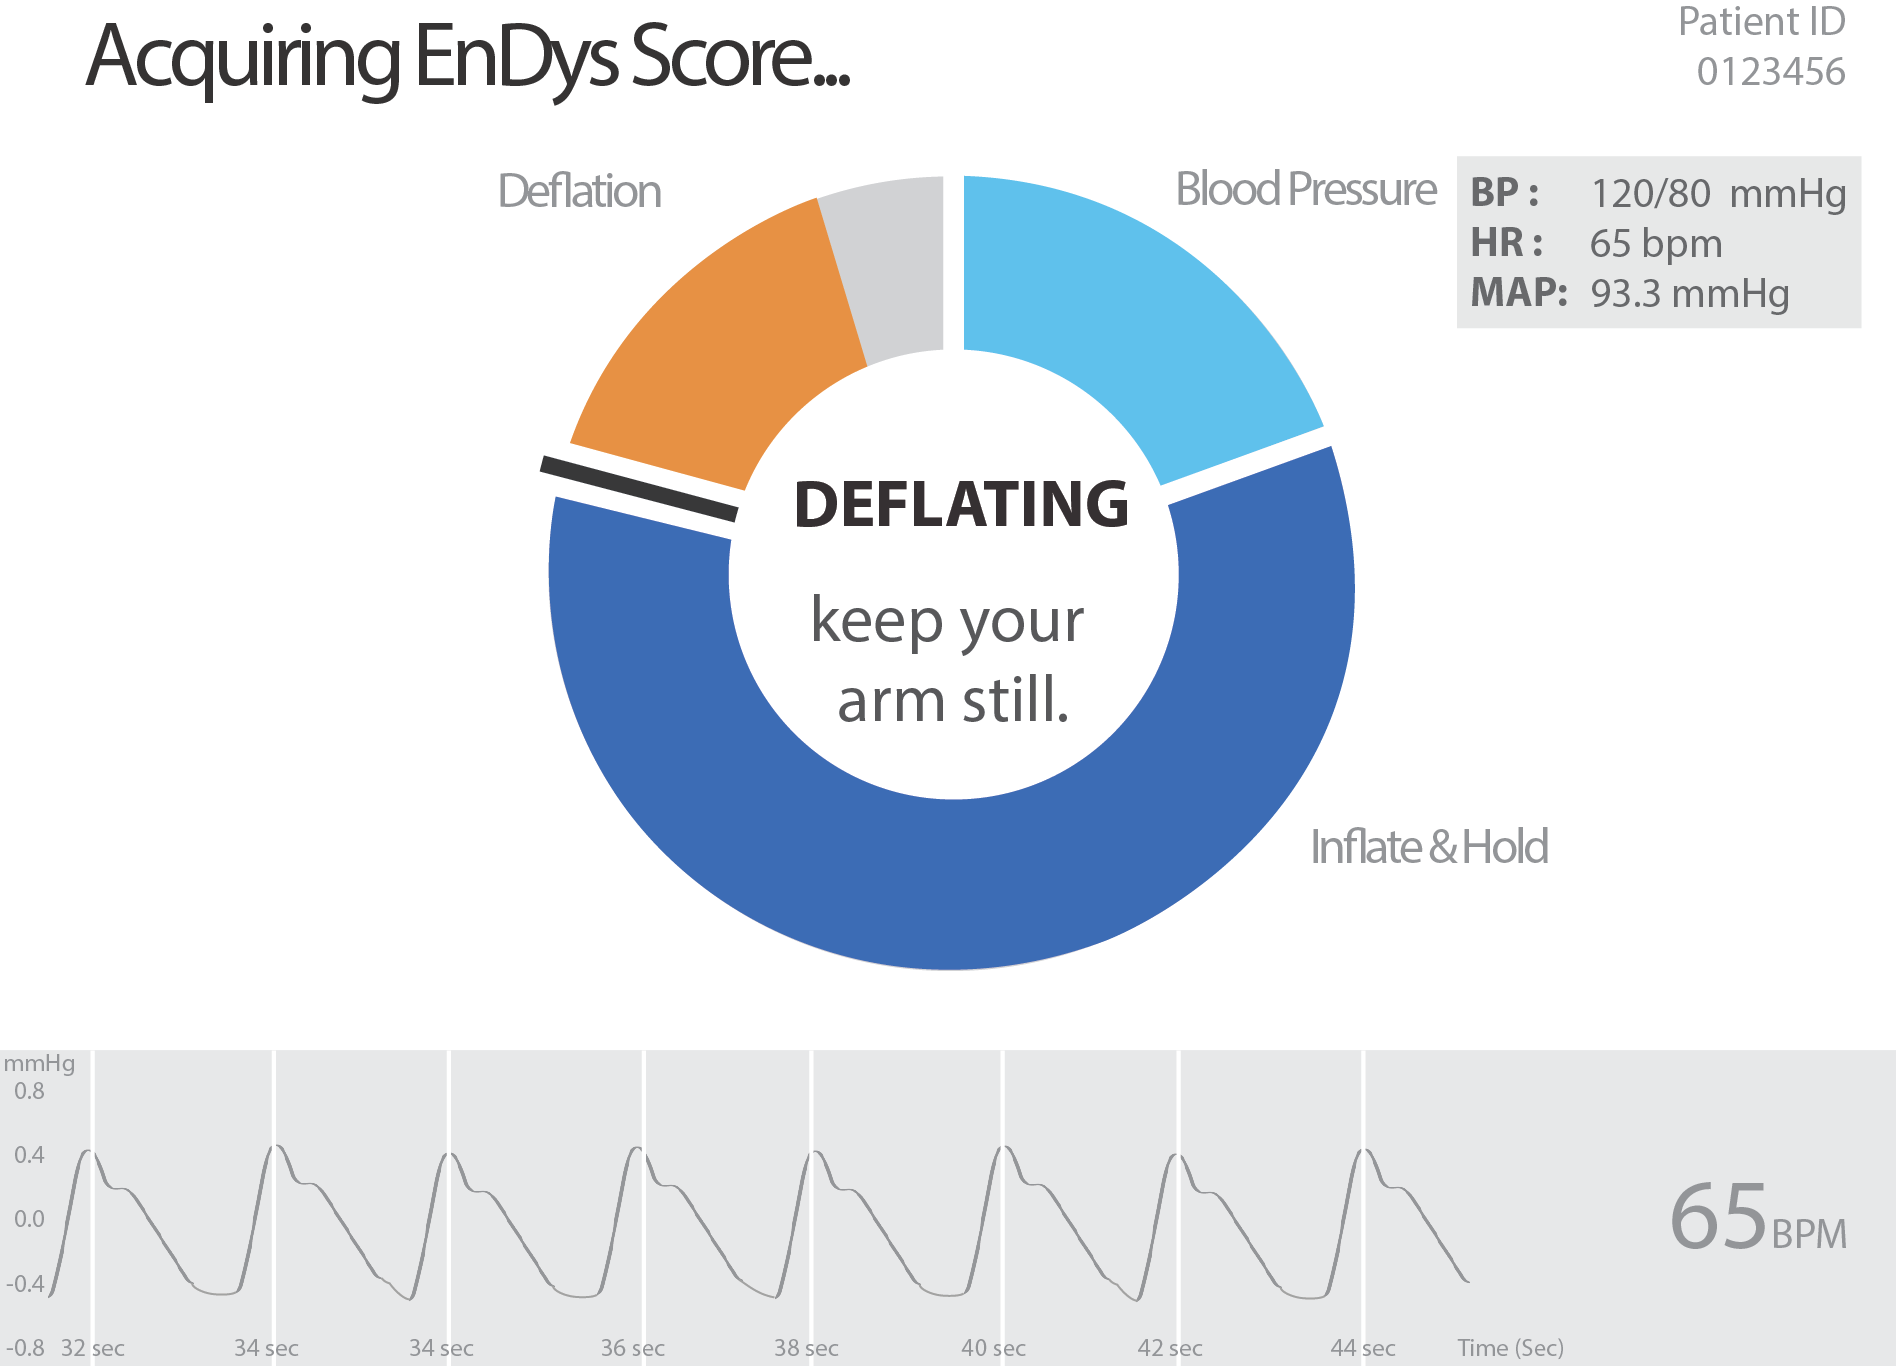 Acquiring EnDys Score...
Patient ID
0123456
Deflation
Blood Pressure
BP : 120/80 mmHg
HR : 65 bpm
MAP: 93.3 mmHg
DEFLATING
keep your
arm still.
Inflate & Hold
mmHg
0.8
0.4
0.0
-0.4
-0.8
32 sec 34 sec 34 sec 36 sec 38 sec 40 sec 42 sec 44 sec Time (Sec)
65 BPM